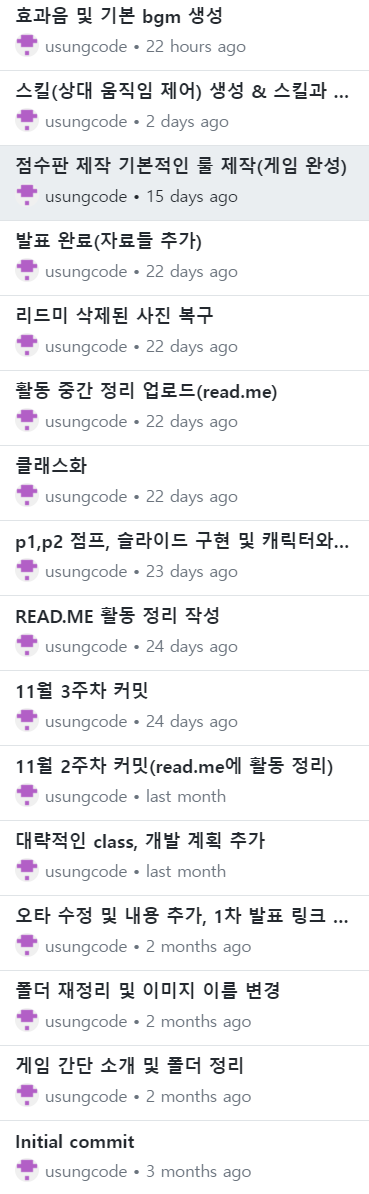 효과음 및 기본 bgm 생성
usungcode • 22 hours ago
스킬(상대 움직임 제어) 생성 & 스킬과 ...
usungcode • 2 days ago
점수판 제작 기본적인 룰 제작(게임 완성)
usungcode • 15 days ago
발표 완료(자료들 추가)
usungcode • 22 days ago
리드미 삭제된 사진 복구
usungcode • 22 days ago
활동 중간 정리 업로드(read.me)
usungcode • 22 days ago
클래스화
usungcode • 22 days ago
p1,p2 점프, 슬라이드 구현 및 캐릭터와...
usungcode • 23 days ago
READ.ME 활동 정리 작성
usungcode • 24 days ago
11월 3주차 커밋
usungcode • 24 days ago
11월 2주차 커밋(read.me에 활동 정리)
usungcode • last month
대략적인 class, 개발 계획 추가
usungcode • last month
오타 수정 및 내용 추가, 1차 발표 링크 ...
usungcode • 2 months ago
폴더 재정리 및 이미지 이름 변경
usungcode • 2 months ago
게임 간단 소개 및 폴더 정리
usungcode • 2 months ago
Initial commit
usungcode • 3 months ago